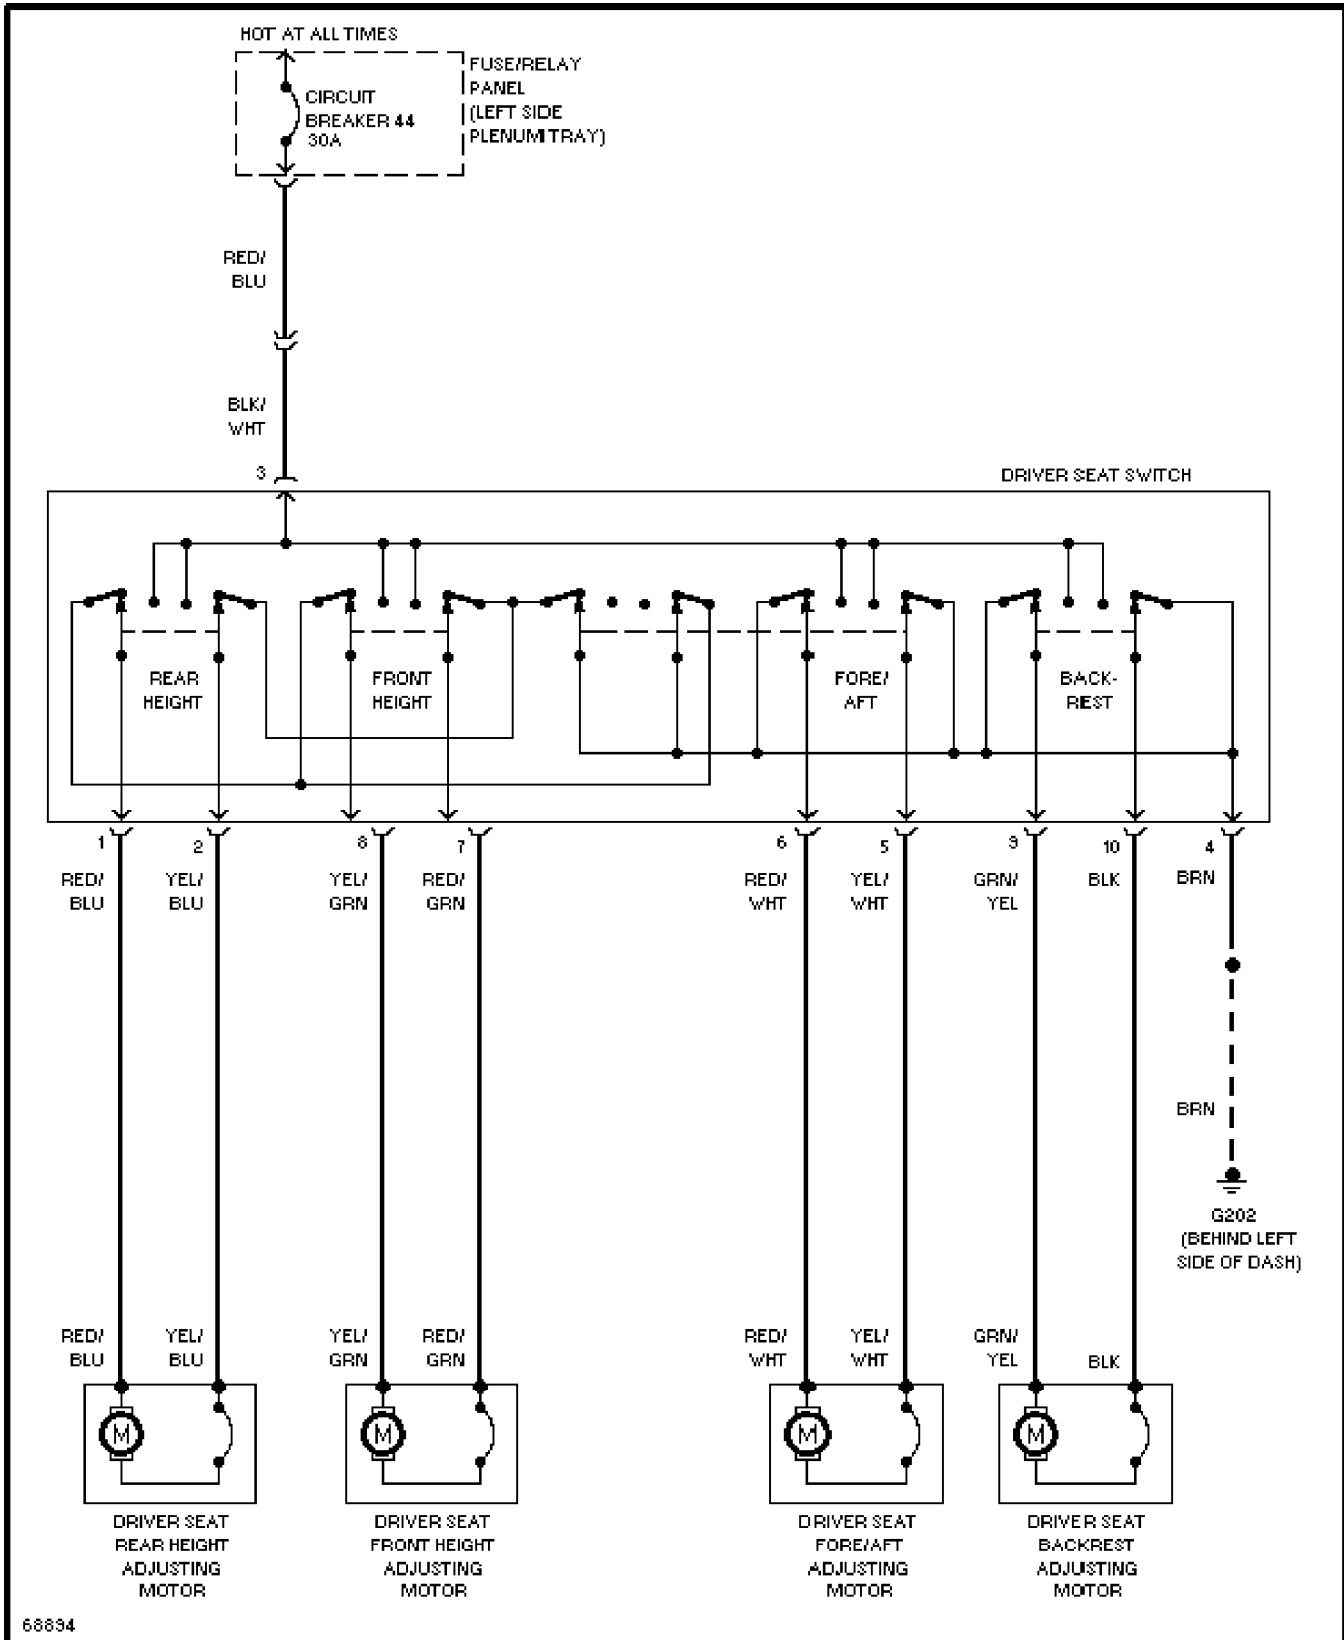 HOT AT ALL TIMES
FUSE/RELAY
PANEL
(LEFT SIDE
PLENUM TRAY)
CIRCUIT
BREAKER 44
30A
RED/
BLU
BLK/
WHT
3
DRIVER SEAT SWITCH
REAR
HEIGHT
FRONT
HEIGHT
FORE/
AFT
BACK-
REST
1
2
8
7
6
5
9
10
4
RED/
BLU
YEL/
BLU
YEL/
GRN
RED/
GRN
RED/
WHT
YEL/
WHT
GRN/
YEL
BLK
BRN
BRN
G202
(BEHIND LEFT
SIDE OF DASH)
RED/
BLU
YEL/
BLU
YEL/
GRN
RED/
GRN
RED/
WHT
YEL/
WHT
GRN/
YEL
BLK
M
M
M
M
DRIVER SEAT
REAR HEIGHT
ADJUSTING
MOTOR
DRIVER SEAT
FRONT HEIGHT
ADJUSTING
MOTOR
DRIVER SEAT
FORE/AFT
ADJUSTING
MOTOR
DRIVER SEAT
BACKREST
ADJUSTING
MOTOR
68894